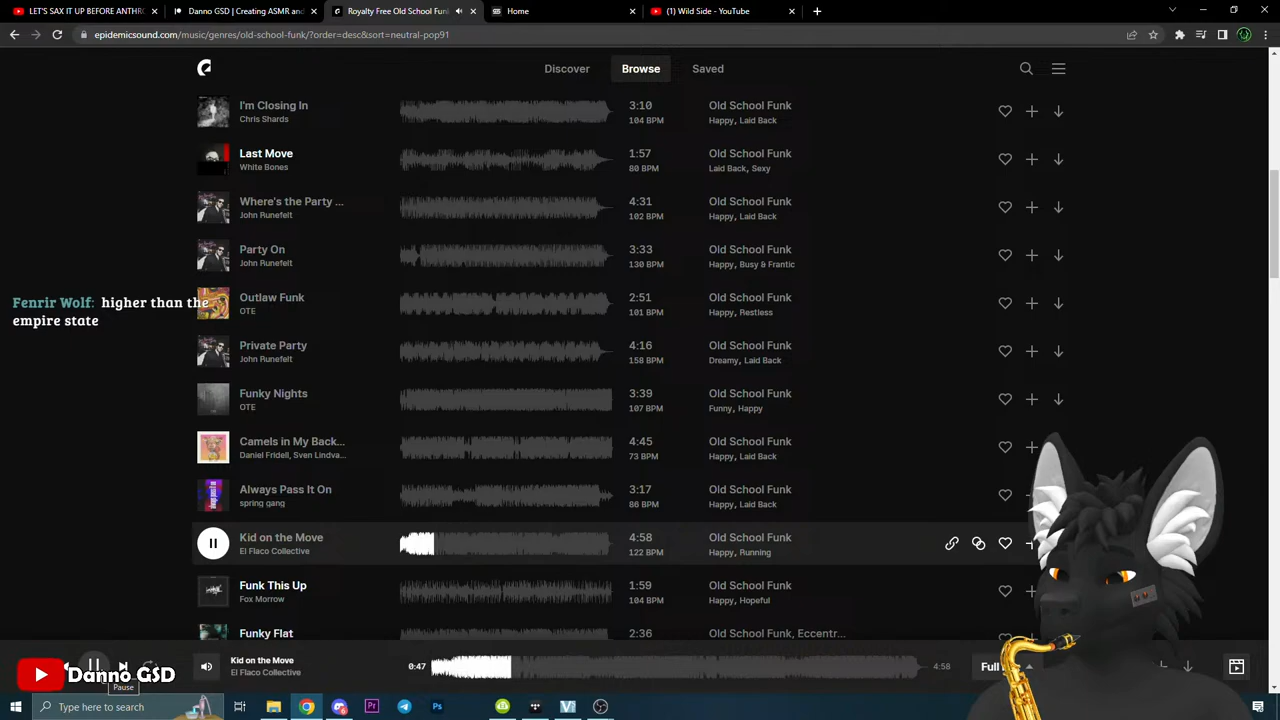 LET'S SAX IT UP BEFORE ANTHRO
Danno GSD | Creating ASMR and
Royalty Free Old School Funk
Home
(1) Wild Side - YouTube
epidemicsound.com/music/genres/old-school-funk/?order=desc&sort=neutral-pop91
Discover
Browse
Saved
I'm Closing In
Chris Shards
3:10
104 BPM
Old School Funk
Happy, Laid Back
Last Move
White Bones
1:57
80 BPM
Old School Funk
Laid Back, Sexy
Where's the Party ...
John Runefelt
4:31
102 BPM
Old School Funk
Happy, Laid Back
Party On
John Runefelt
3:33
130 BPM
Old School Funk
Happy, Busy & Frantic
Fenrir Wolf: higher than the
empire state
Outlaw Funk
OTE
2:51
101 BPM
Old School Funk
Happy, Restless
Private Party
John Runefelt
4:16
158 BPM
Old School Funk
Dreamy, Laid Back
Funky Nights
OTE
3:39
107 BPM
Old School Funk
Funny, Happy
Camels in My Back...
Daniel Fridell, Sven Lindva...
4:45
73 BPM
Old School Funk
Happy, Laid Back
Always Pass It On
spring gang
3:17
86 BPM
Old School Funk
Happy, Laid Back
Kid on the Move
El Flaco Collective
4:58
122 BPM
Old School Funk
Happy, Running
Funk This Up
Fox Morrow
1:59
104 BPM
Old School Funk
Happy, Hopeful
Funky Flat
2:36
Old School Funk, Eccentr...
Kid on the Move
El Flaco Collective
0:47
4:58
Full
Danno GSD
Pause
Type here to search